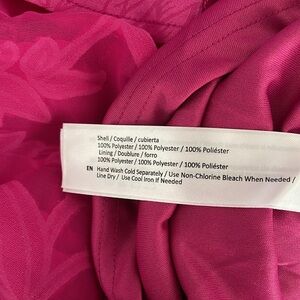 Shell / Coquille / cubierta
100% Polyester / 100% Polyester / 100% Poliéster
Lining / Doublure / forro
100% Polyester / 100% Polyester / 100% Poliéster
EN Hand Wash Cold Separately / Use Non-Chlorine Bleach When Needed /
Line Dry / Use Cool Iron If Needed